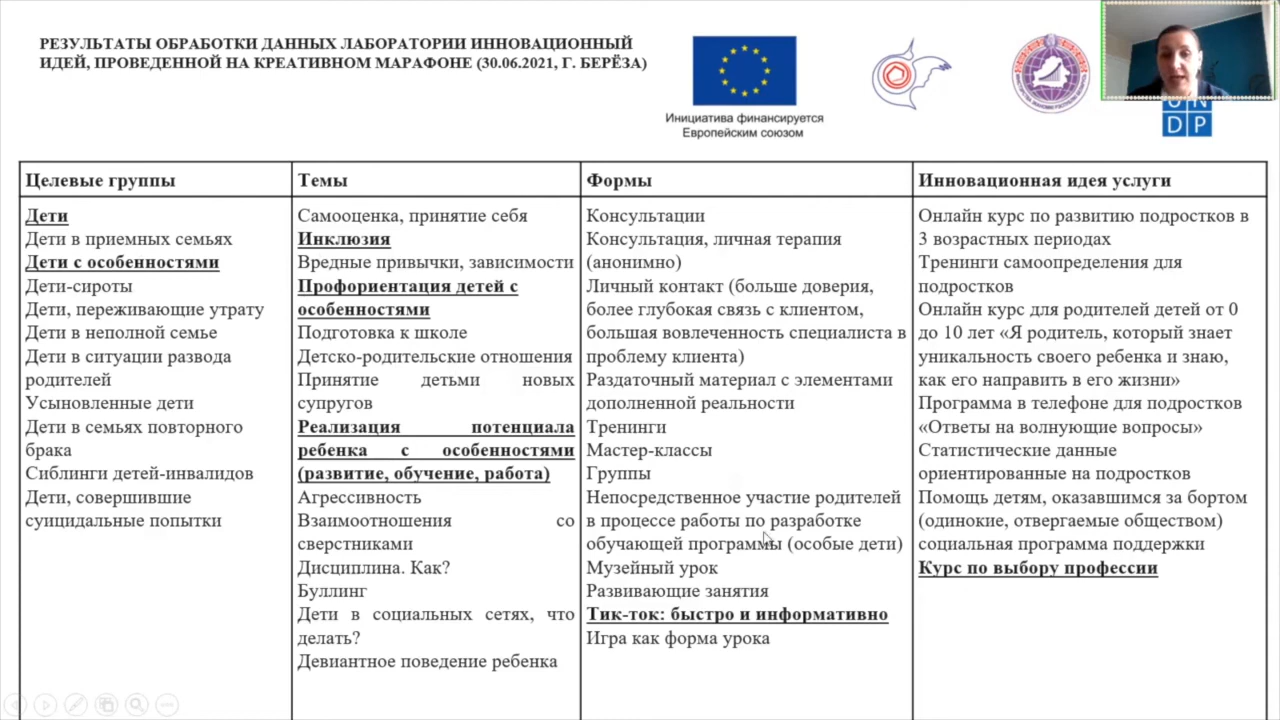 РЕЗУЛЬТАТЫ ОБРАБОТКИ ДАННЫХ ЛАБОРАТОРИИ ИННОВАЦИОННЫЙ
ИДЕЙ, ПРОВЕДЕННОЙ НА КРЕАТИВНОМ МАРАФОНЕ (30.06.2021, Г. БЕРЁЗА)
Инициатива финансируется
Европейским союзом
U N
D P
Целевые группы
Дети
Дети в приемных семьях
Дети с особенностями
Дети-сироты
Дети, переживающие утрату
Дети в неполной семье
Дети в ситуации развода
родителей
Усыновленные дети
Дети в семьях повторного
брака
Сиблинги детей-инвалидов
Дети, совершившие
суицидальные попытки
Темы
Самооценка, принятие себя
Инклюзия
Вредные привычки, зависимости
Профориентация детей с
особенностями
Подготовка к школе
Детско-родительские отношения
Принятие детьми новых
супругов
Реализация потенциала
ребенка с особенностями
(развитие, обучение, работа)
Агрессивность
Взаимоотношения со
сверстниками
Дисциплина. Как?
Буллинг
Дети в социальных сетях, что
делать?
Девиантное поведение ребенка
Формы
Консультации
Консультация, личная терапия
(анонимно)
Личный контакт (больше доверия,
более глубокая связь с клиентом,
большая вовлеченность специалиста в
проблему клиента)
Раздаточный материал с элементами
дополненной реальности
Тренинги
Мастер-классы
Группы
Непосредственное участие родителей
в процессе работы по разработке
обучающей программы (особые дети)
Музейный урок
Развивающие занятия
Тик-ток: быстро и информативно
Игра как форма урока
Инновационная идея услуги
Онлайн курс по развитию подростков в
3 возрастных периодах
Тренинги самоопределения для
подростков
Онлайн курс для родителей детей от 0
до 10 лет «Я родитель, который знает
уникальность своего ребенка и знаю,
как его направить в его жизни»
Программа в телефоне для подростков
«Ответы на волнующие вопросы»
Статистические данные
ориентированные на подростков
Помощь детям, оказавшимся за бортом
(одинокие, отвергаемые обществом)
социальная программа поддержки
Курс по выбору профессии